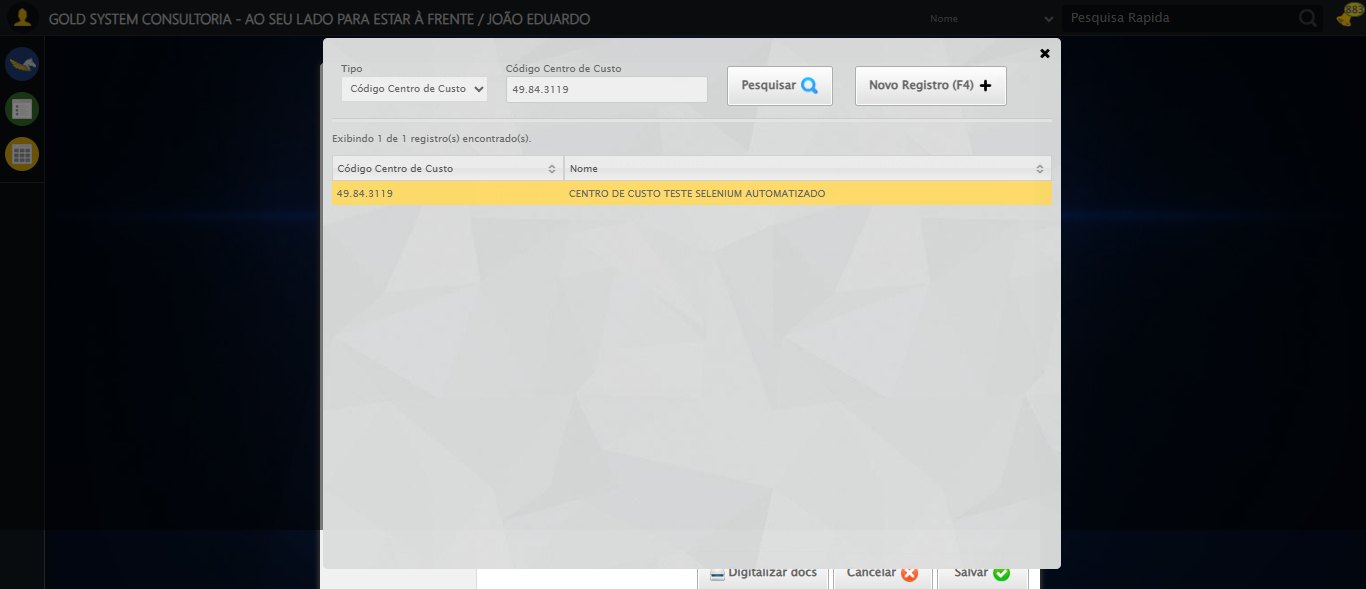 GOLD SYSTEM CONSULTORIA - AO SEU LADO PARA ESTAR À FRENTE / JOÃO EDUARDO
Nome
Pesquisa Rapida
883
Tipo
Código Centro de Custo
Código Centro de Custo
49.84.3119
Pesquisar
Novo Registro (F4)
Exibindo 1 de 1 registro(s) encontrado(s).
Código Centro de Custo
Nome
49.84.3119
CENTRO DE CUSTO TESTE SELENIUM AUTOMATIZADO
Digitalizar docs
Cancelar
Salvar